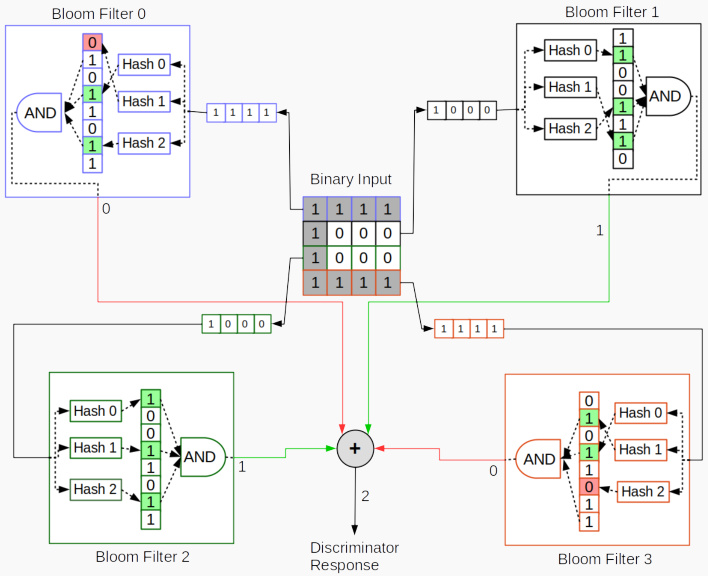 Bloom Filter 0
0
1
0
1
1
0
1
1
AND
Hash 0
Hash 1
Hash 2
1 1 1 1
0
Bloom Filter 1
1 0 0 0
Hash 0
Hash 1
Hash 2
1
1
0
0
1
1
1
0
AND
1
Binary Input
1 1 1 1
1 0 0 0
1 0 0 0
1 1 1 1
1 0 0 0
Hash 0
Hash 1
Hash 2
1
0
0
1
1
0
1
1
AND
1
Bloom Filter 2
1 1 1 1
0
1
0
1
1
0
1
1
AND
Hash 0
Hash 1
Hash 2
0
Bloom Filter 3
+
2
Discriminator
Response